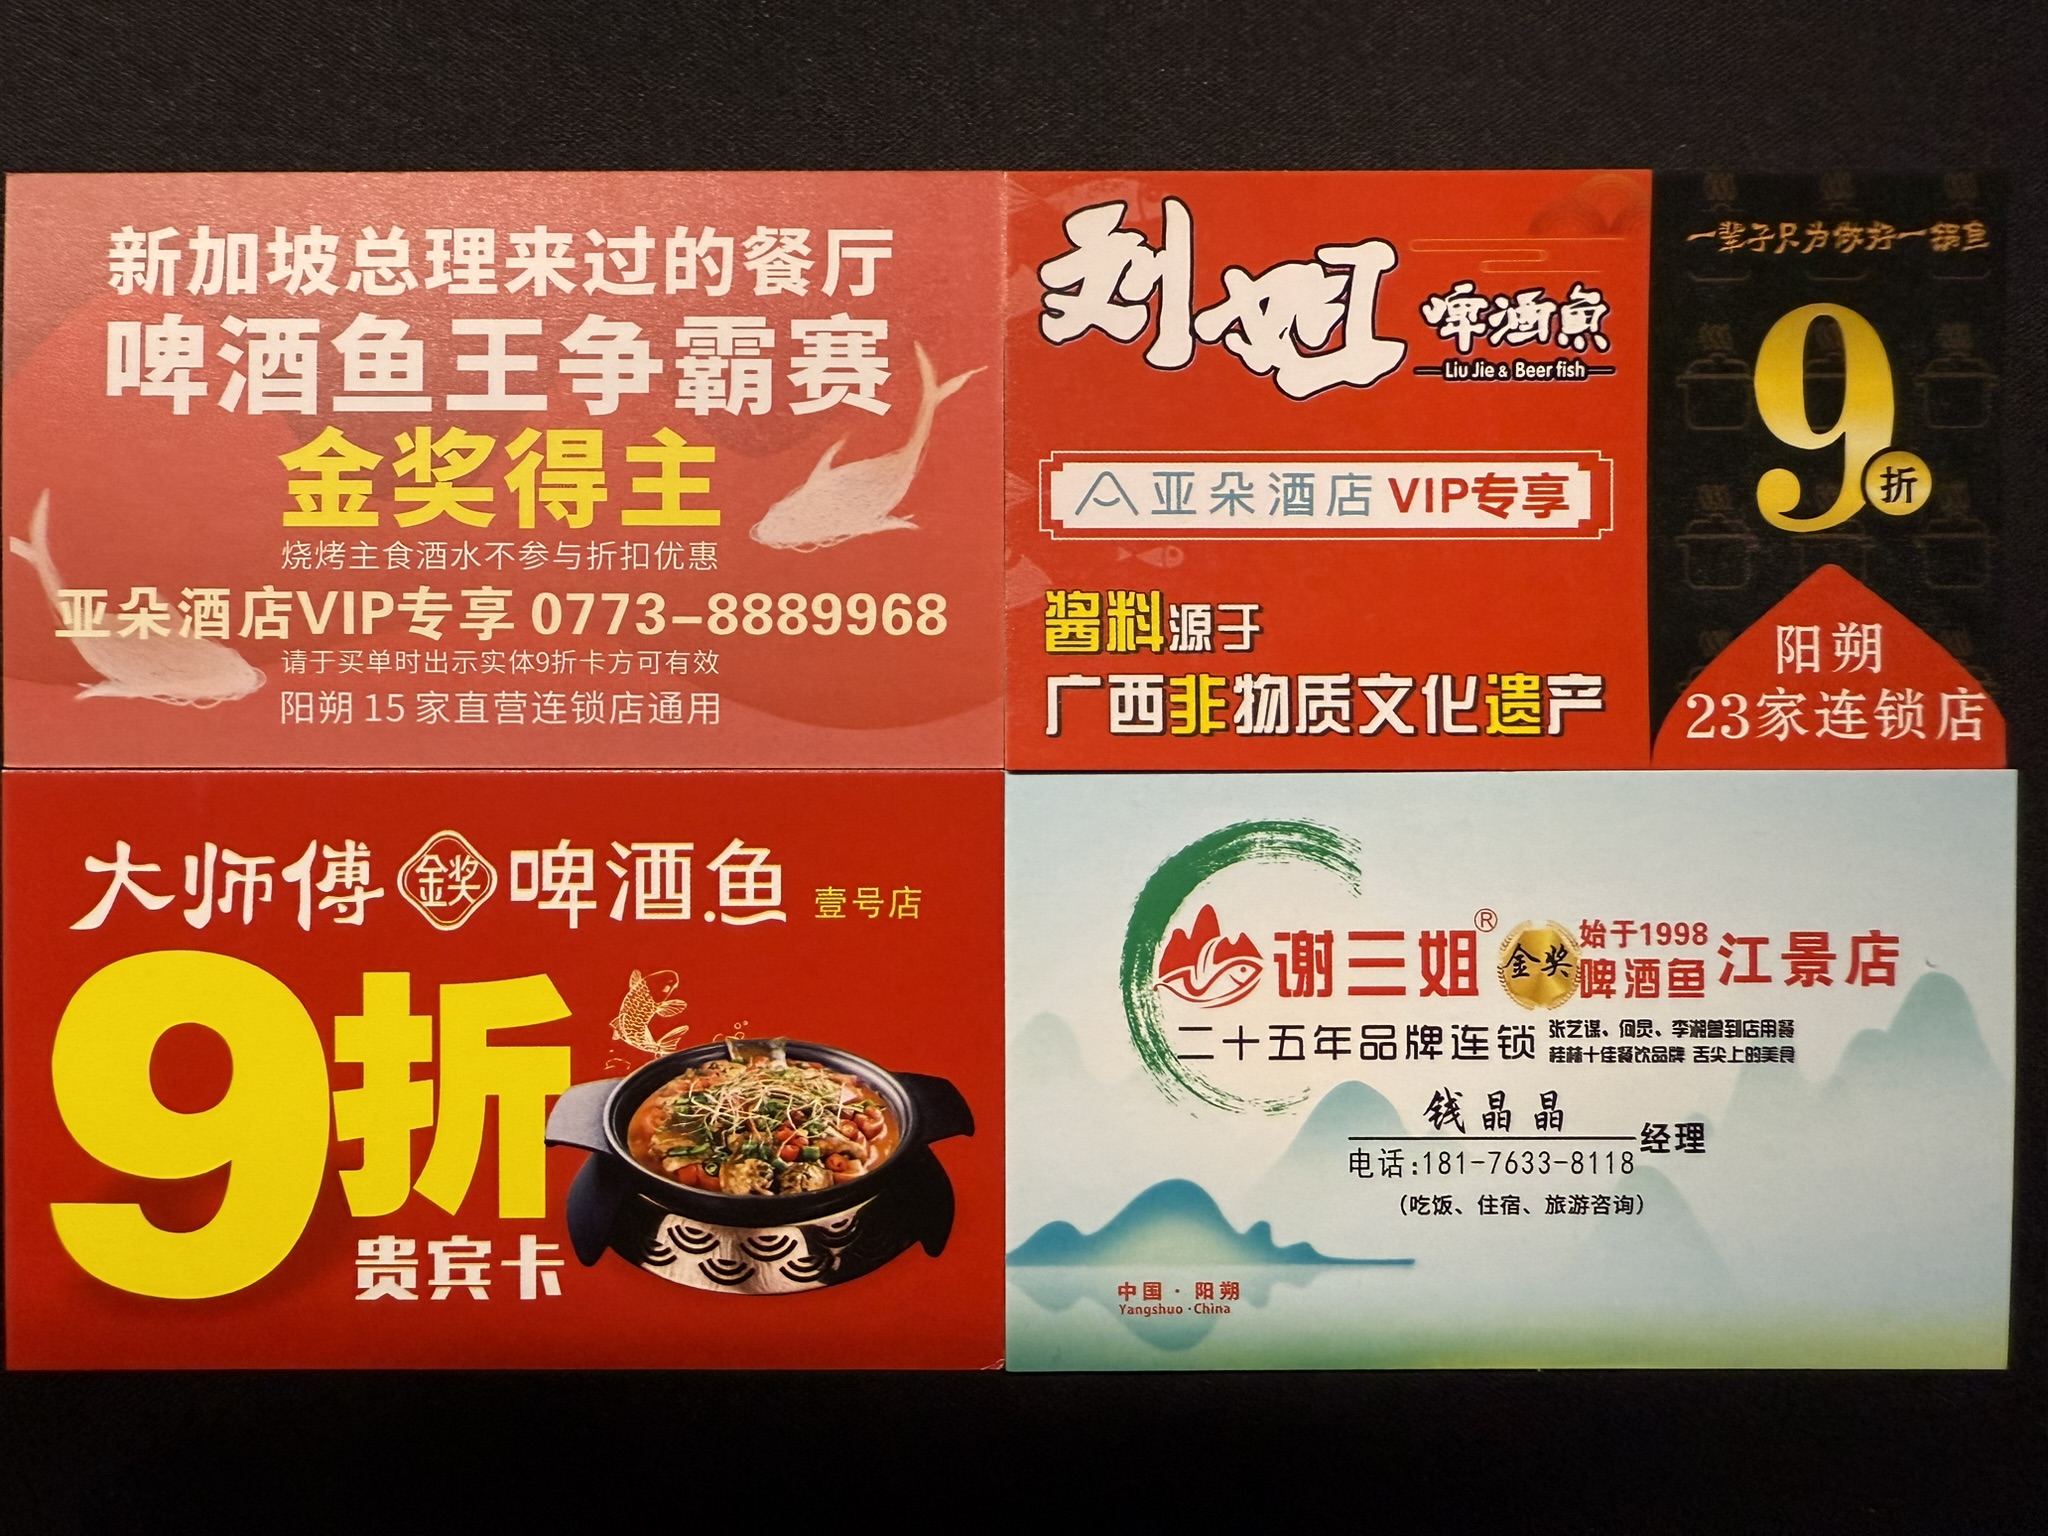 新加坡总理来过的餐厅
啤酒鱼王争霸赛
金奖得主
烧烤主食酒水不参与折扣优惠
亚朵酒店VIP专享 0773-8889968
请于买单时出示实体9折卡方可有效
阳朔 15 家直营连锁店通用
刘姐 啤酒鱼
Liu Jie & Beer fish
亚朵酒店 VIP专享
酱料源于
广西非物质文化遗产
一辈子只为做好一锅鱼
9折
阳朔
23家连锁店
大师傅 金奖 啤酒鱼 壹号店
9折
贵宾卡
谢三姐® 金奖 始于1998
啤酒鱼 江景店
二十五年品牌连锁
张艺谋、何炅、李湘曾到店用餐
桂林十佳餐饮品牌 舌尖上的美食
钱晶晶 经理
电话:181-7633-8118
(吃饭、住宿、旅游咨询)
中国 · 阳朔
Yangshuo · China